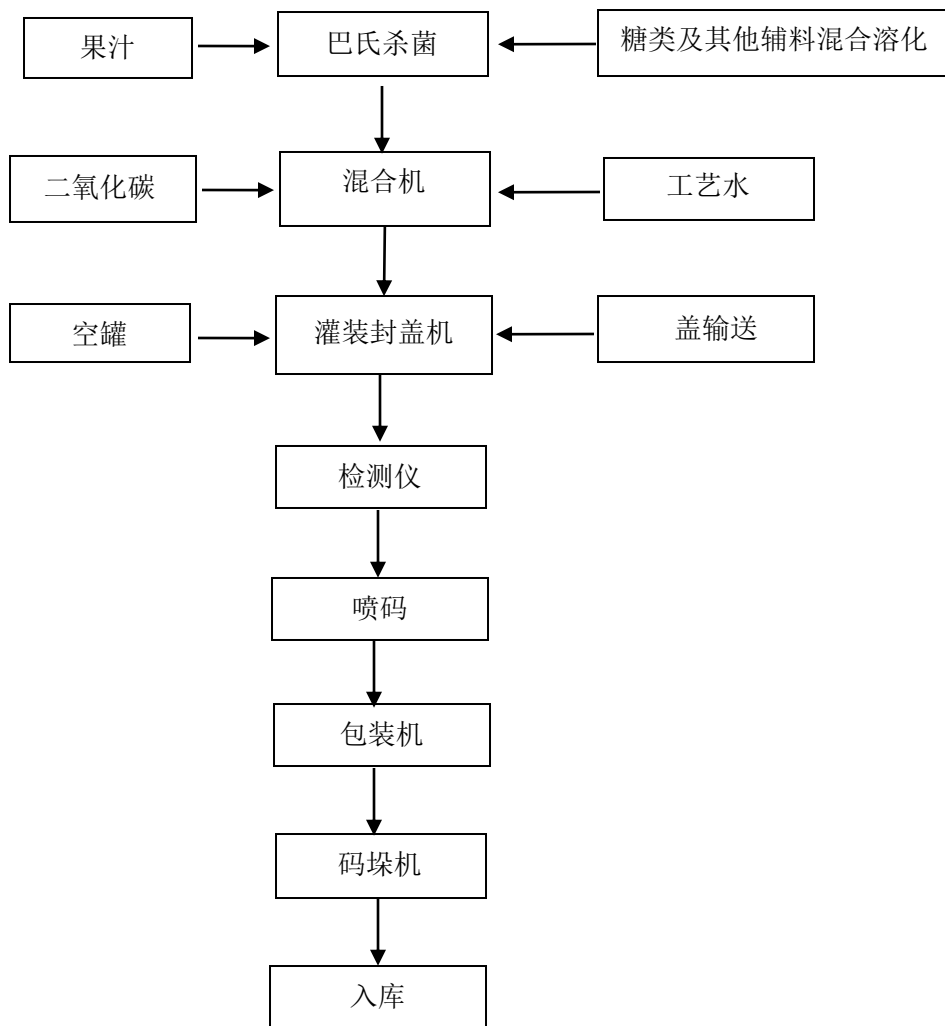 果汁
巴氏杀菌
糖类及其他辅料混合溶化
二氧化碳
混合机
工艺水
空罐
灌装封盖机
盖输送
检测仪
喷码
包装机
码垛机
入库